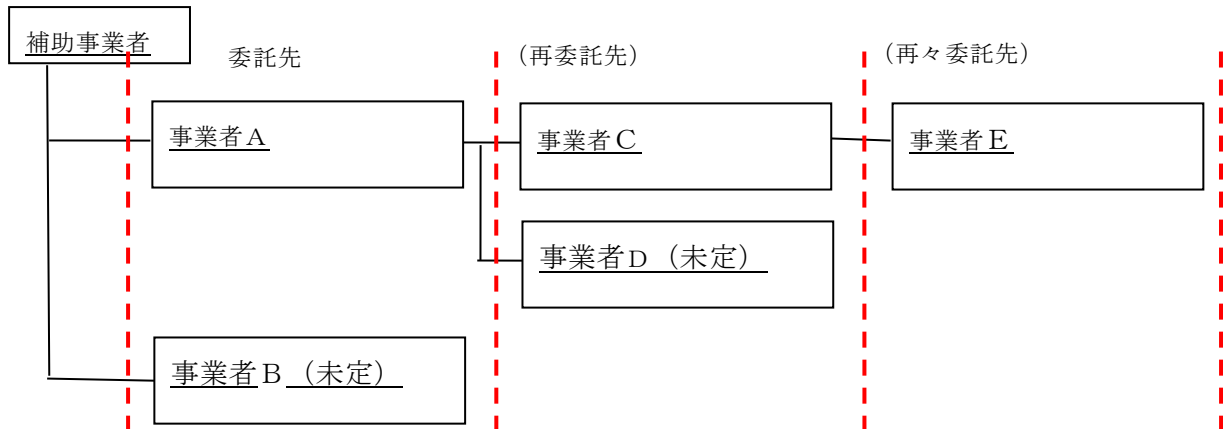 補助事業者
委託先
（再委託先）
（再々委託先）
事業者Ａ
事業者Ｃ
事業者Ｅ
事業者Ｄ（未定）
事業者Ｂ（未定）